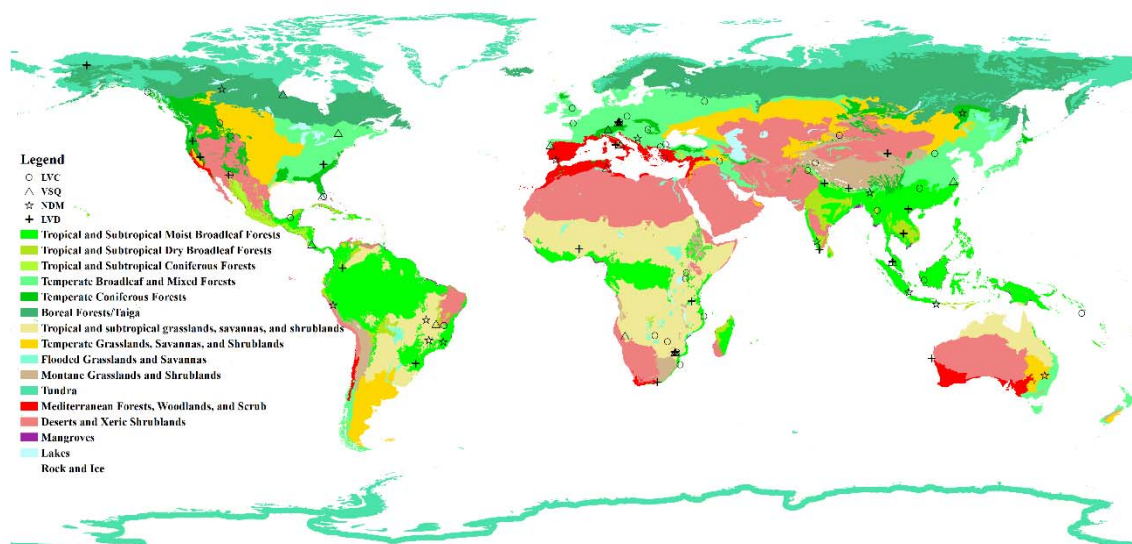 Legend
LVC
VSQ
NDM
LVD
Tropical and Subtropical Moist Broadleaf Forests
Tropical and Subtropical Dry Broadleaf Forests
Tropical and Subtropical Coniferous Forests
Temperate Broadleaf and Mixed Forests
Temperate Coniferous Forests
Boreal Forests/Taiga
Tropical and subtropical grasslands, savannas, and shrublands
Temperate Grasslands, Savannas, and Shrublands
Flooded Grasslands and Savannas
Montane Grasslands and Shrublands
Tundra
Mediterranean Forests, Woodlands, and Scrub
Deserts and Xeric Shrublands
Mangroves
Lakes
Rock and Ice